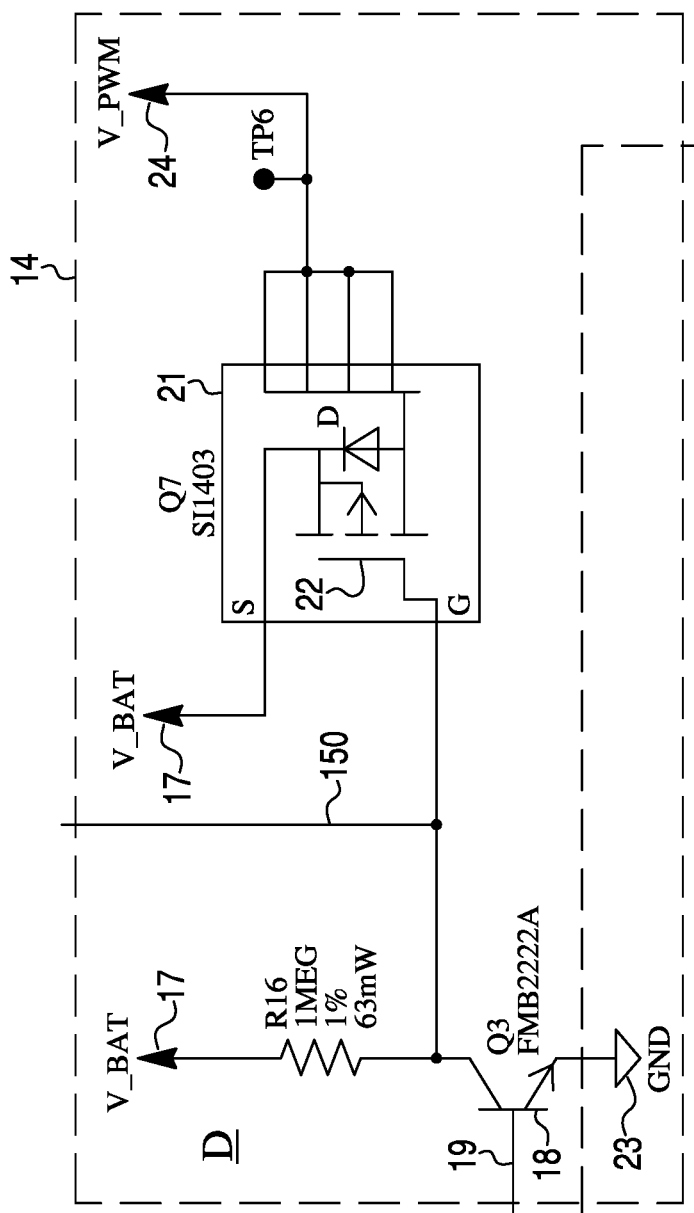 14
V_BAT
17
V_BAT
17
V_PWM
24
TP6
D
R16
1MEG
1%
63mW
150
Q7
SI1403
21
S
D
22
G
19
Q3
FMB2222A
18
23
GND